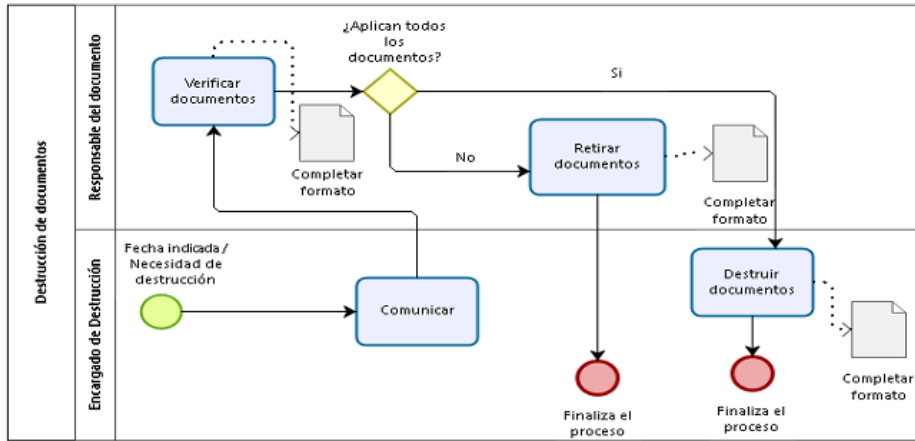 Destrucción de documentos
Responsable del documento
¿Aplican todos
los
documentos?
Verificar
documentos
Si
Completar
formato
No
Retirar
documentos
Completar
formato
Encargado de Destrucción
Fecha indicada/
Necesidad de
destrucción
Comunicar
Destruir
documentos
Completar
formato
Finaliza el
proceso
Finaliza el
proceso